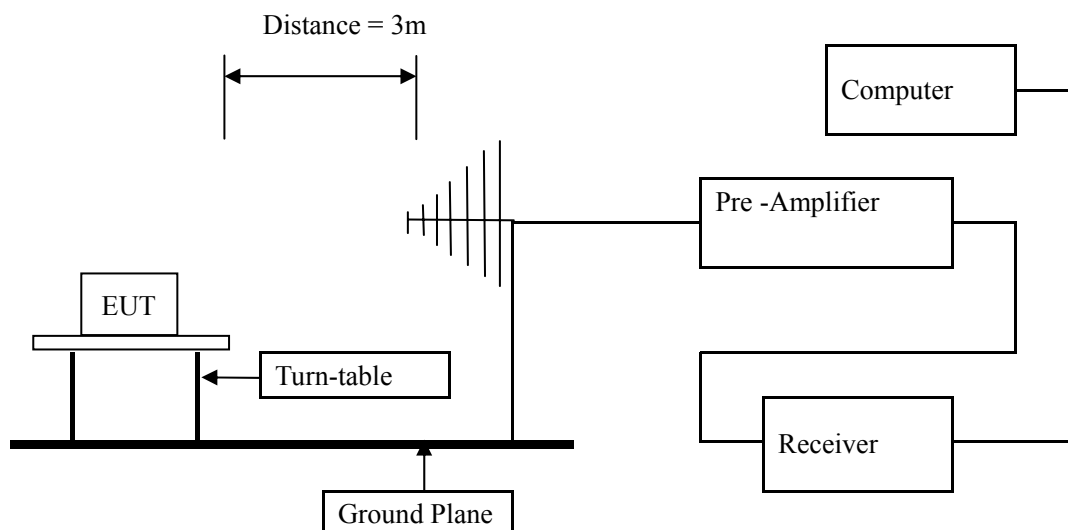 Distance = 3m
Computer
Pre -Amplifier
EUT
Turn-table
Receiver
Ground Plane